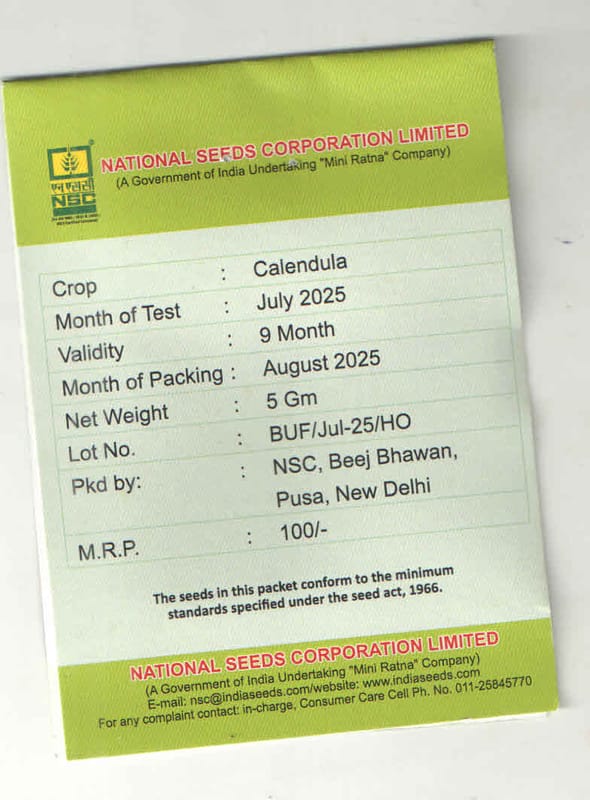 एन एस सी
NSC
NATIONAL SEEDS CORPORATION LIMITED
(A Government of India Undertaking "Mini Ratna" Company)
Crop : Calendula
Month of Test : July 2025
Validity : 9 Month
Month of Packing : August 2025
Net Weight : 5 Gm
Lot No. : BUF/Jul-25/HO
Pkd by: : NSC, Beej Bhawan,
Pusa, New Delhi
M.R.P. : 100/-
The seeds in this packet conform to the minimum
standards specified under the seed act, 1966.
NATIONAL SEEDS CORPORATION LIMITED
(A Government of India Undertaking "Mini Ratna" Company)
E-mail: nsc@indiaseeds.com/website: www.indiaseeds.com
For any complaint contact: in-charge, Consumer Care Cell Ph. No. 011-25845770